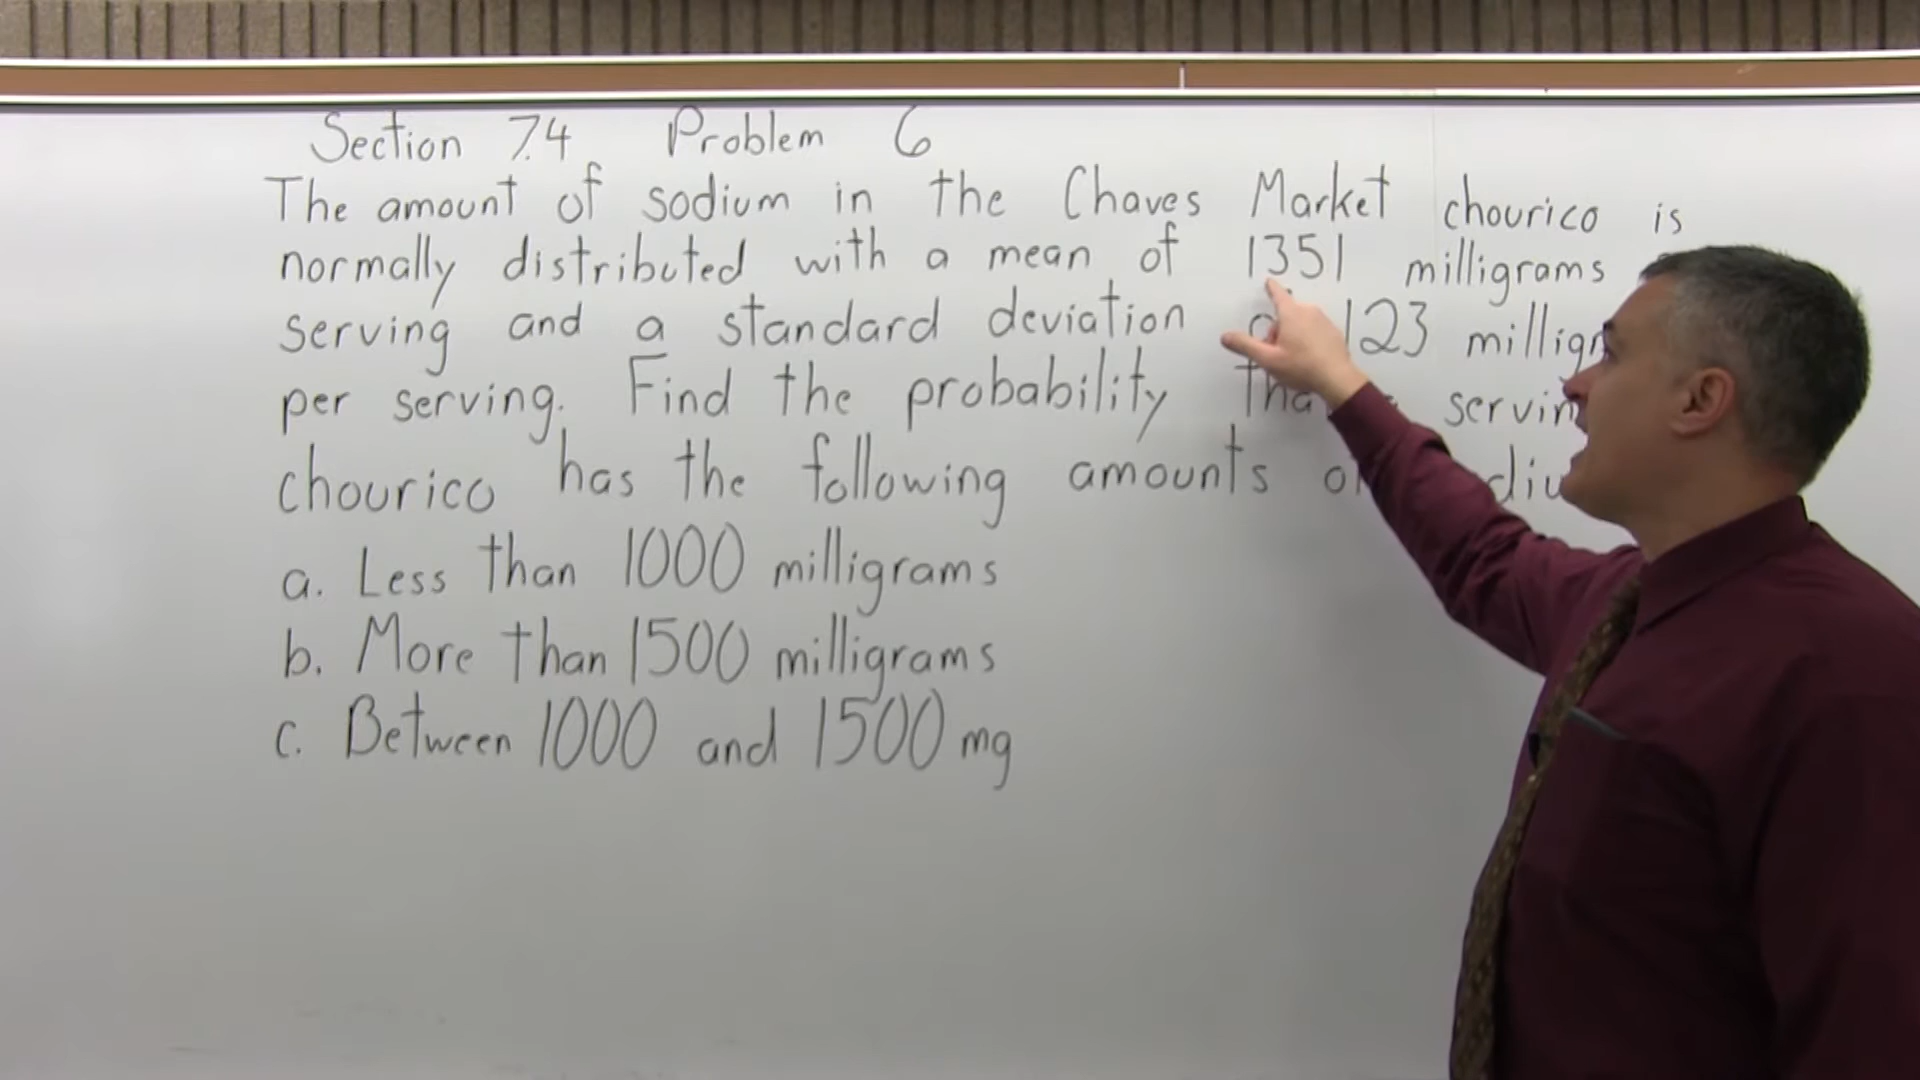 Section 7.4 Problem 6
The amount of sodium in the Chaves Market chourico is
normally distributed with a mean of 1351 milligrams
serving and a standard deviation 123
per serving. Find the probability
chourico has the following amounts
a. Less than 1000 milligrams
b. More than 1500 milligrams
c. Between 1000 and 1500 mg